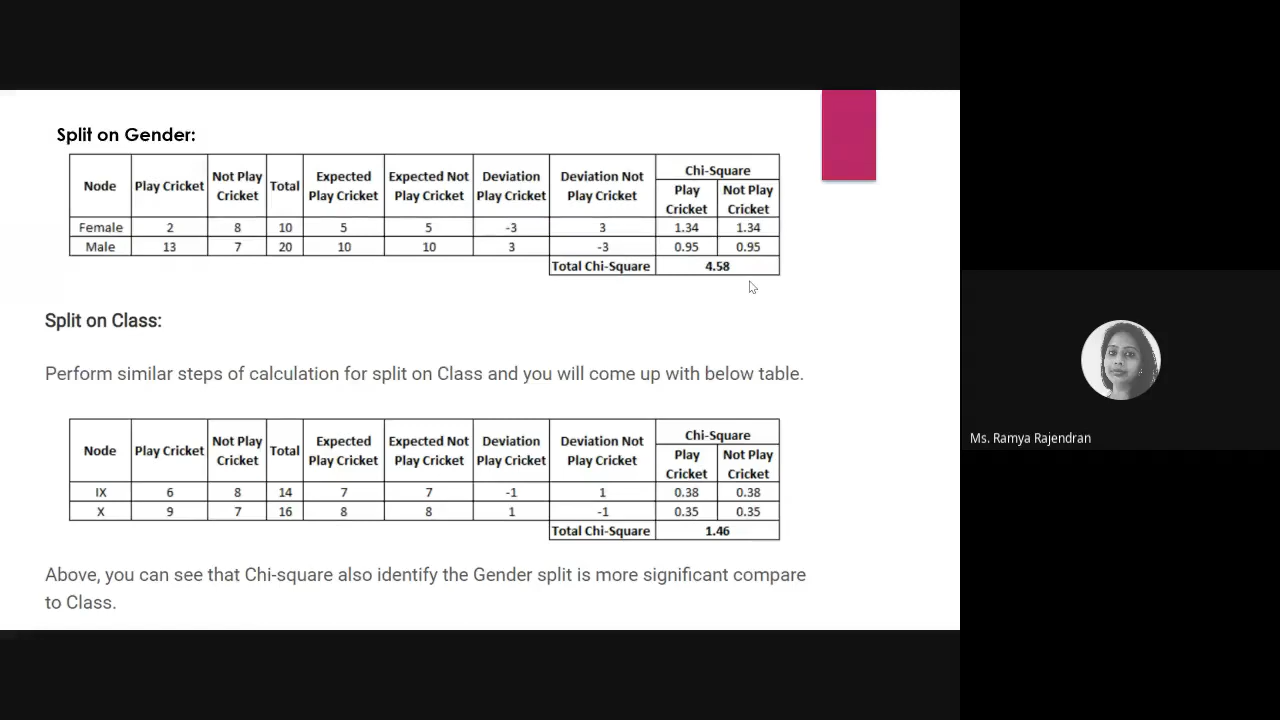 Split on Gender:
Node Play Cricket Not Play Cricket Total Expected Play Cricket Expected Not Play Cricket Deviation Play Cricket Deviation Not Play Cricket Chi-Square Play Cricket Not Play Cricket
Female 2 8 10 5 5 -3 3 1.34 1.34
Male 13 7 20 10 10 3 -3 0.95 0.95
Total Chi-Square 4.58
Split on Class:
Perform similar steps of calculation for split on Class and you will come up with below table.
Node Play Cricket Not Play Cricket Total Expected Play Cricket Expected Not Play Cricket Deviation Play Cricket Deviation Not Play Cricket Chi-Square Play Cricket Not Play Cricket
IX 6 8 14 7 7 -1 1 0.38 0.38
X 9 7 16 8 8 1 -1 0.35 0.35
Total Chi-Square 1.46
Above, you can see that Chi-square also identify the Gender split is more significant compare
to Class.
Ms. Ramya Rajendran